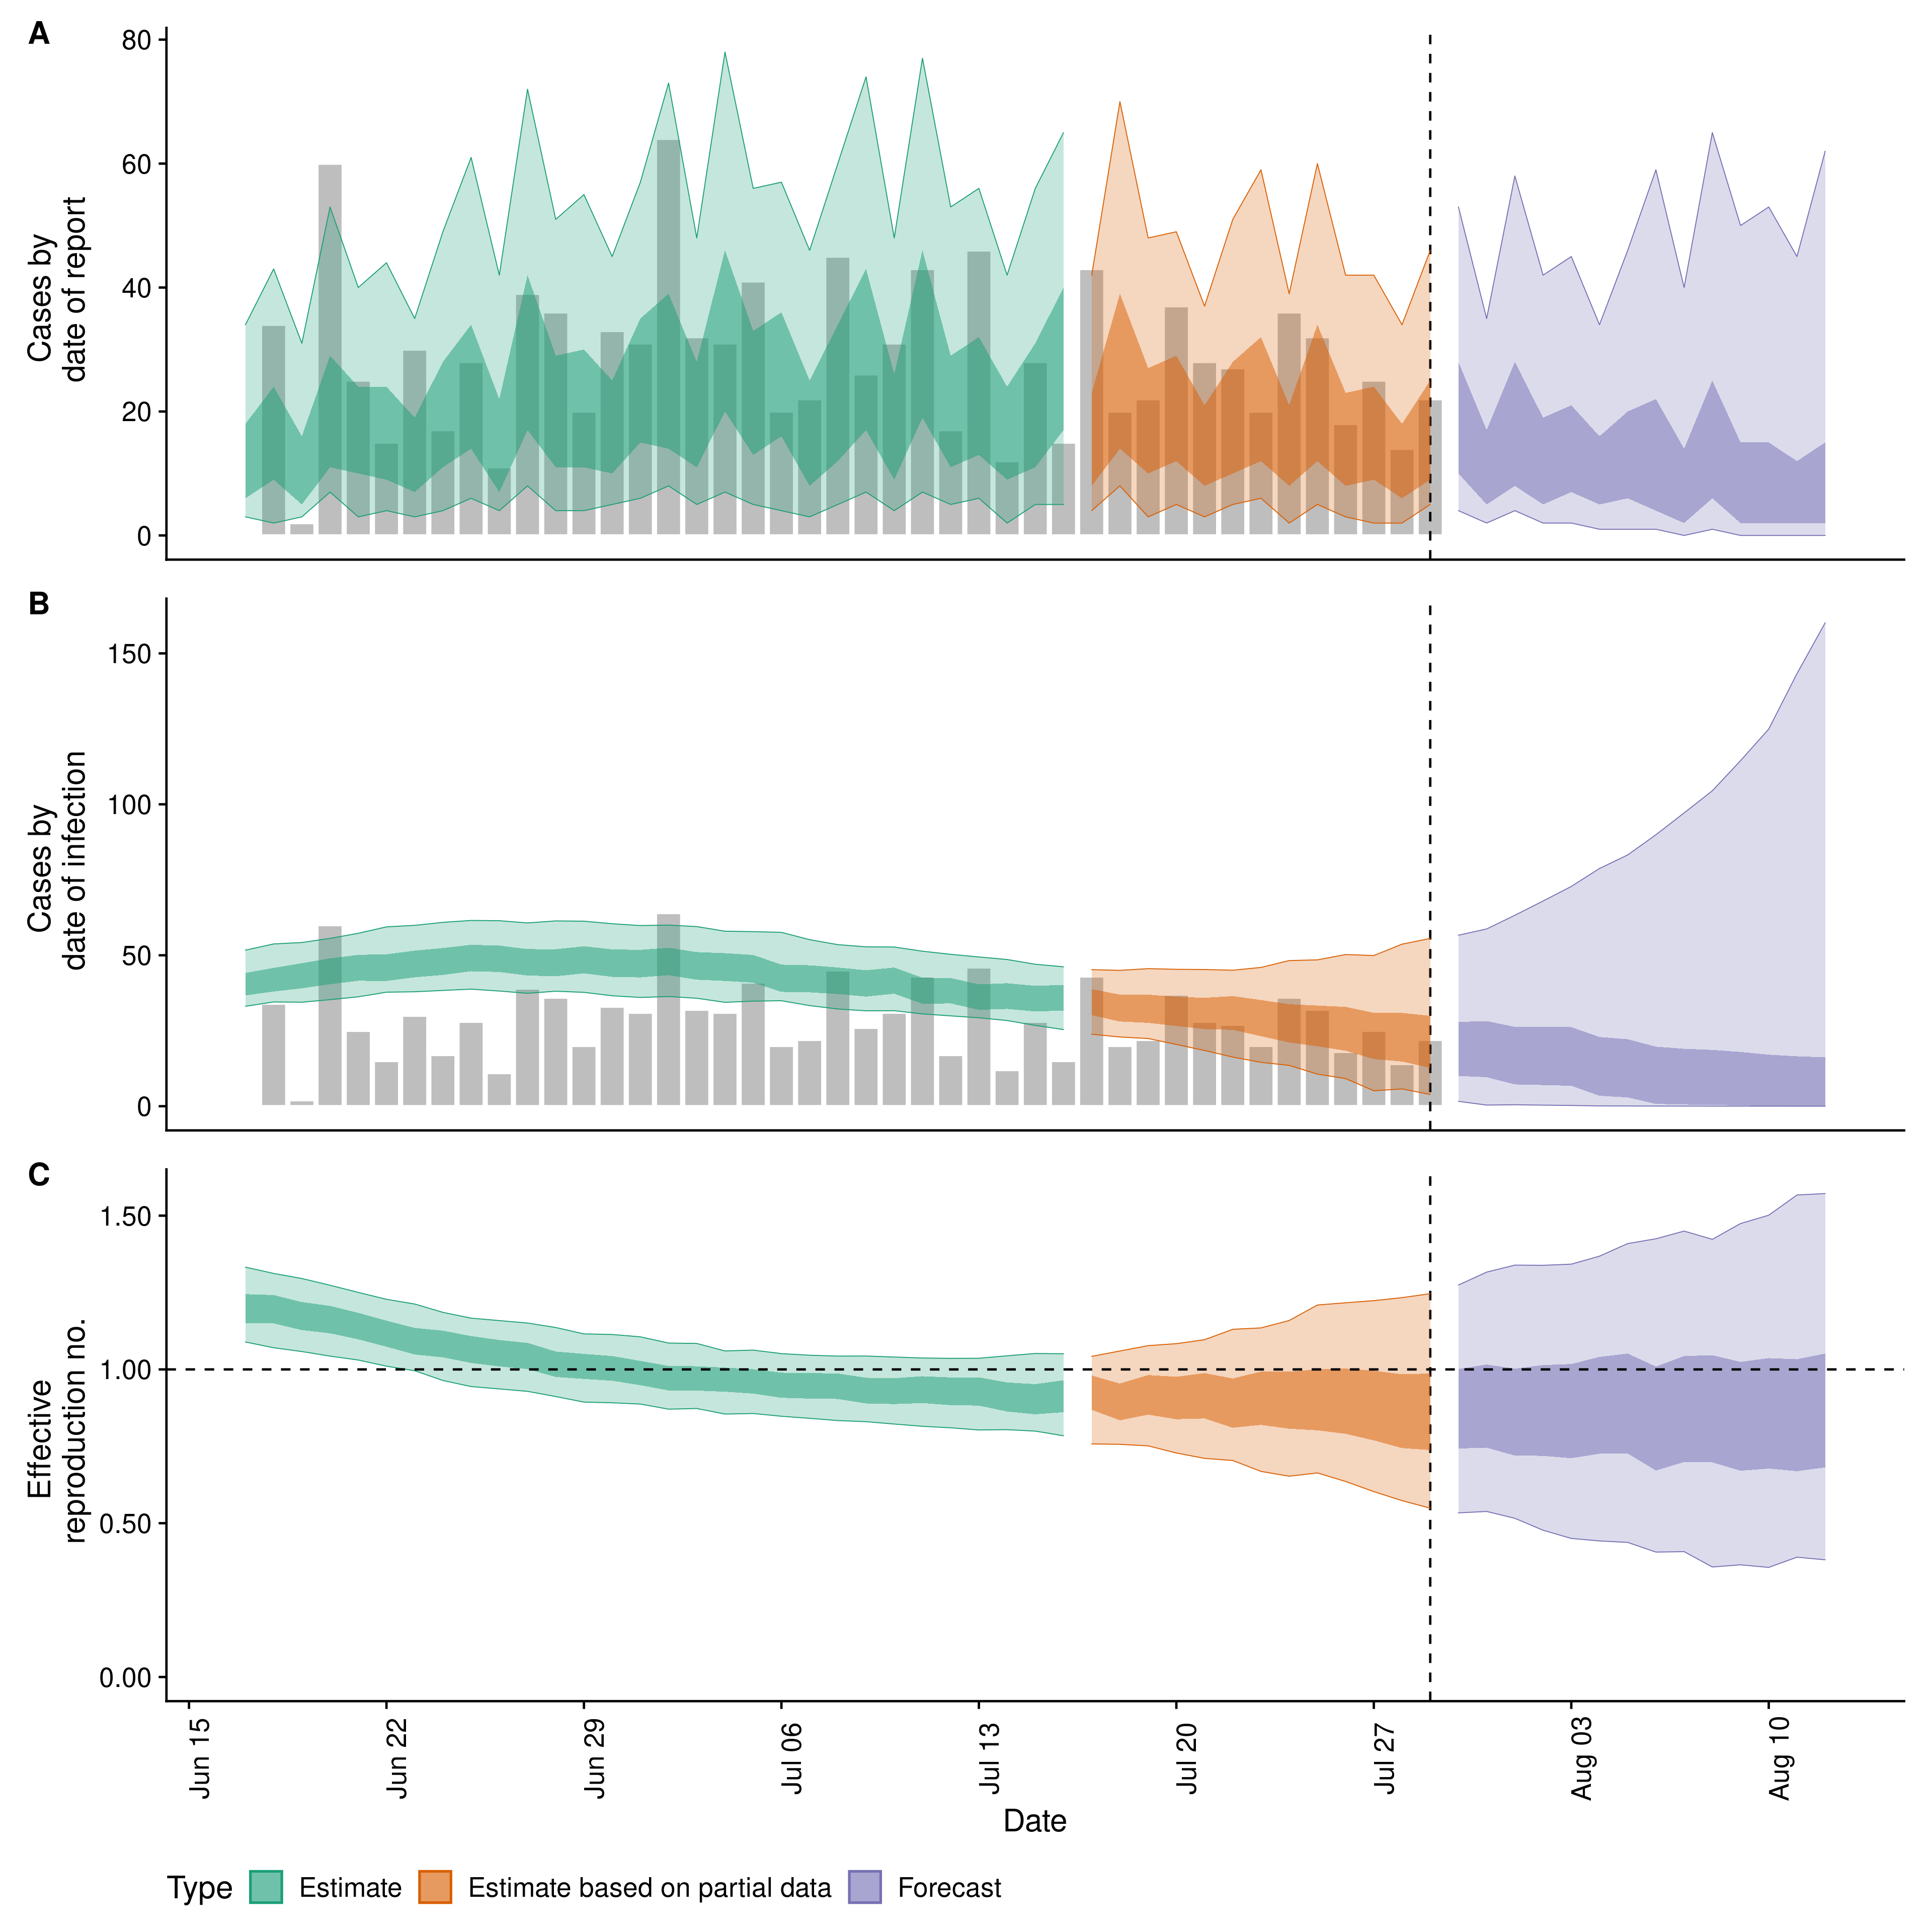 A
80
60
40
20
0
Cases by
date of report
B
150
100
50
0
Cases by
date of infection
C
1.50
1.00
0.50
0.00
Effective
reproduction no.
Jun 15
Jun 22
Jun 29
Jul 06
Jul 13
Jul 20
Jul 27
Aug 03
Aug 10
Date
Type Estimate Estimate based on partial data Forecast